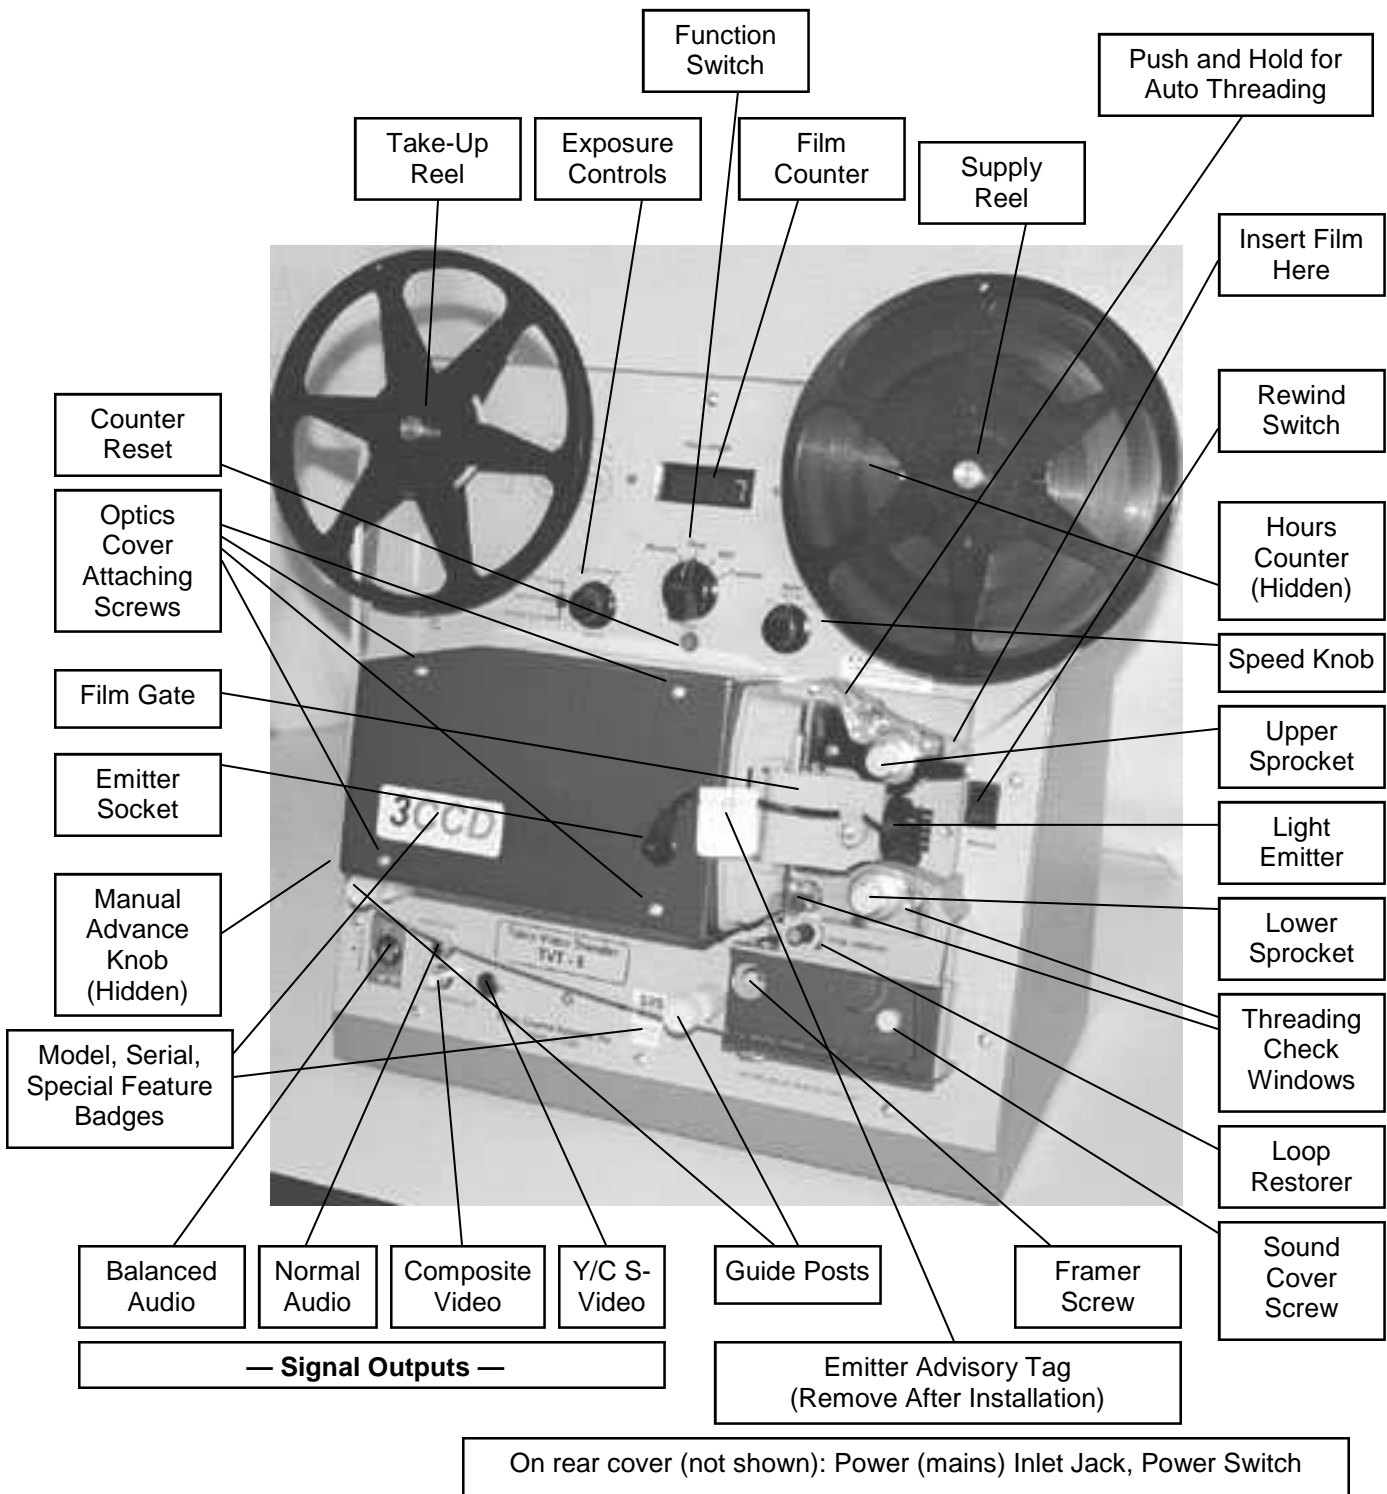 Function
Switch
Push and Hold for
Auto Threading
Take-Up
Reel
Exposure
Controls
Film
Counter
Supply
Reel
Insert Film
Here
Rewind
Switch
Counter
Reset
Optics
Cover
Attaching
Screws
Hours
Counter
(Hidden)
Speed Knob
Film Gate
Upper
Sprocket
Emitter
Socket
3CCD
Light
Emitter
Manual
Advance
Knob
(Hidden)
Lower
Sprocket
TVT -
Threading
Check
Windows
Model, Serial,
Special Feature
Badges
Loop
Restorer
Balanced
Audio
Normal
Audio
Composite
Video
Y/C S-
Video
Guide Posts
Framer
Screw
Sound
Cover
Screw
— Signal Outputs —
Emitter Advisory Tag
(Remove After Installation)
On rear cover (not shown): Power (mains) Inlet Jack, Power Switch